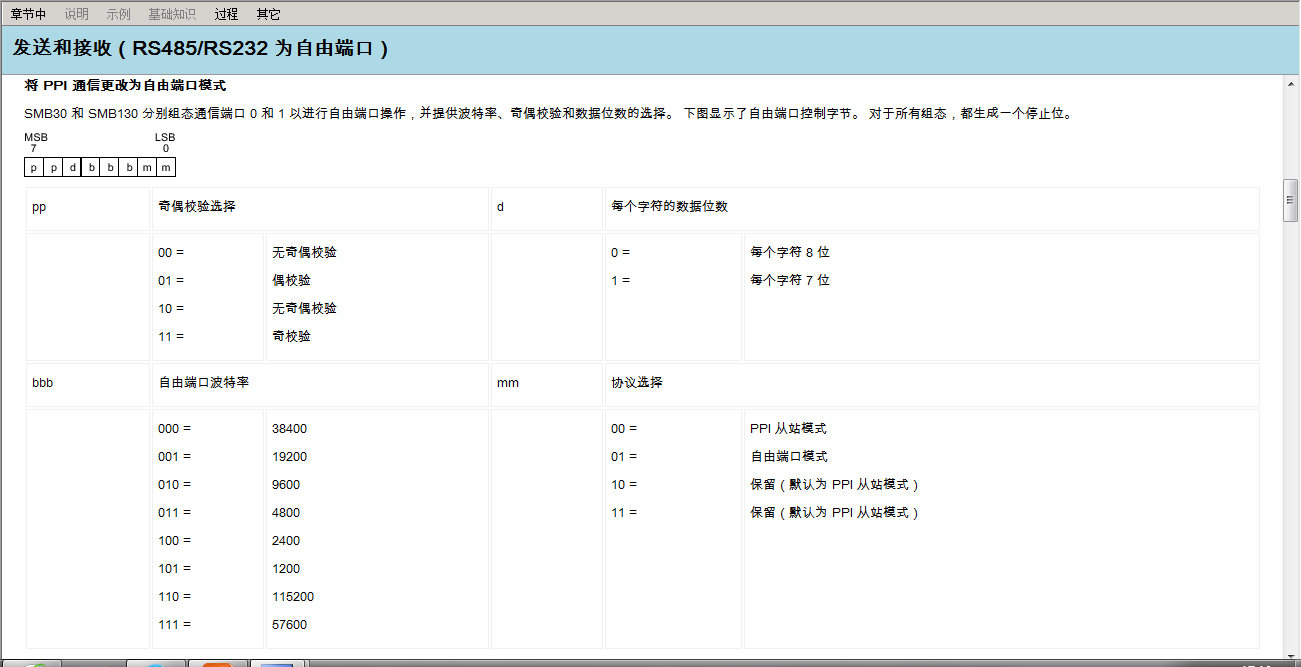 章节中 说明 示例 基础知识 过程 其它
发送和接收 ( RS485/RS232 为自由端口 )
将 PPI 通信更改为自由端口模式
SMB30 和 SMB130 分别组态通信端口 0 和 1 以进行自由端口操作，并提供波特率、奇偶校验和数据位数的选择。 下图显示了自由端口控制字节。 对于所有组态，都生成一个停止位。
MSB LSB
7 0
p p d b b b m m
pp 奇偶校验选择 d 每个字符的数据位数
00 = 无奇偶校验 0 = 每个字符 8 位
01 = 偶校验 1 = 每个字符 7 位
10 = 无奇偶校验
11 = 奇校验
bbb 自由端口波特率 mm 协议选择
000 = 38400 00 = PPI 从站模式
001 = 19200 01 = 自由端口模式
010 = 9600 10 = 保留 ( 默认为 PPI 从站模式 )
011 = 4800 11 = 保留 ( 默认为 PPI 从站模式 )
100 = 2400
101 = 1200
110 = 115200
111 = 57600